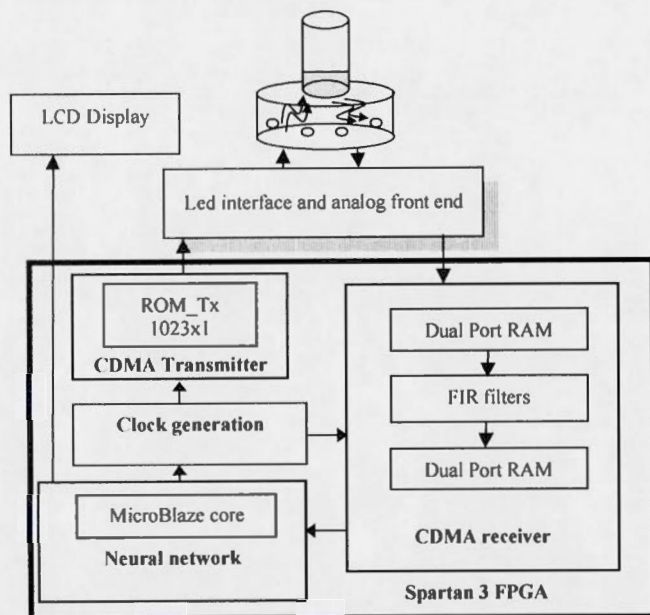 LCD Display
Led interface and analog front end
ROM_Tx
1023x1
CDMA Transmitter
Clock generation
MicroBlaze core
Neural network
Dual Port RAM
FIR filters
Dual Port RAM
CDMA receiver
Spartan 3 FPGA